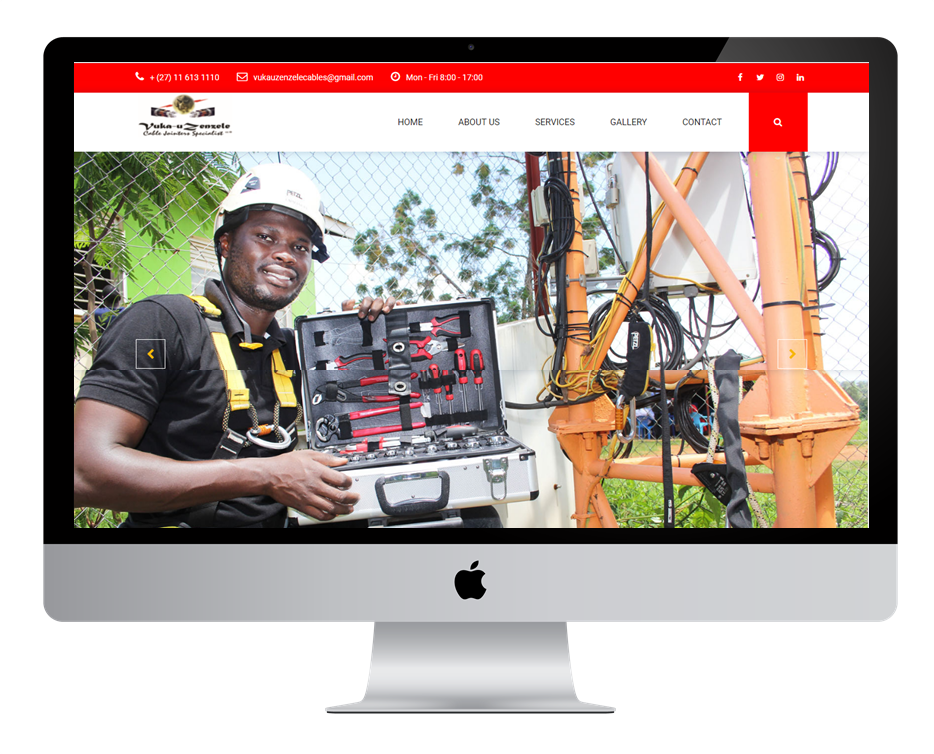 + (27) 11 613 1110 vukauzenzelecables@gmail.com Mon - Fri 8:00 - 17:00
Vuka-uZenzele
Cable Jointers Specialist
HOME ABOUT US SERVICES GALLERY CONTACT
PETZL
PETZL